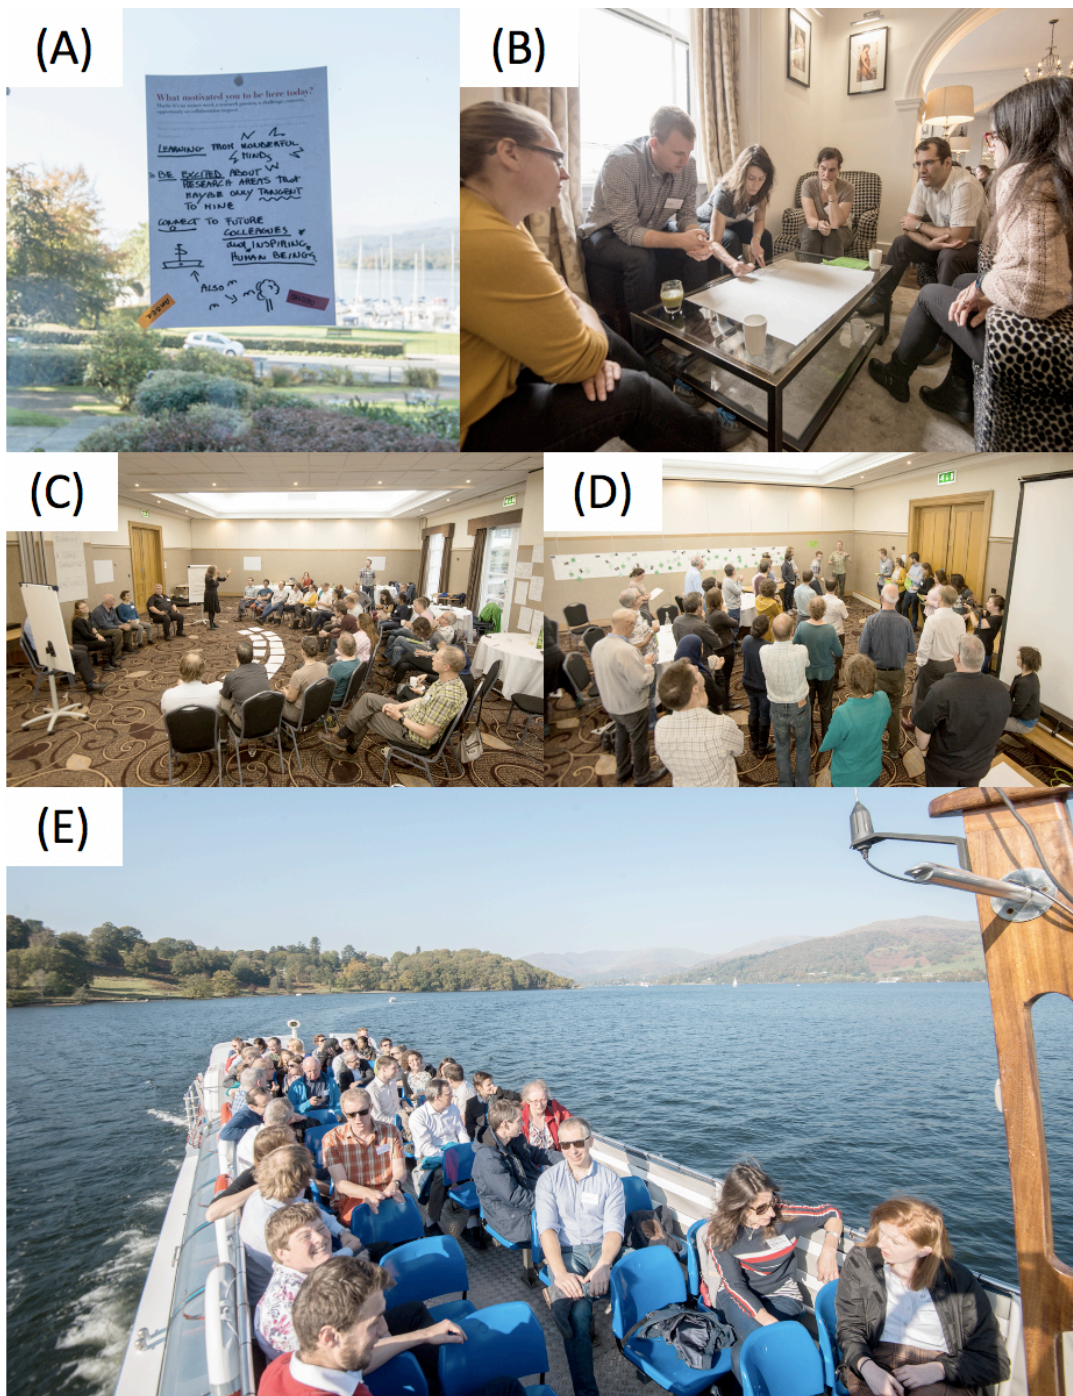 (A)
What motivated you to be here today?
LEARNING FROM WONDERFUL
MINDS
BE EXCITED ABOUT
RESEARCH AREAS THAT
MAYBE ONLY TANGENT
TO MINE
CONNECT TO FUTURE
COLLEAGUES
and INSPIRING
HUMAN BEINGS
ALSO
(B)
(C)
(D)
(E)